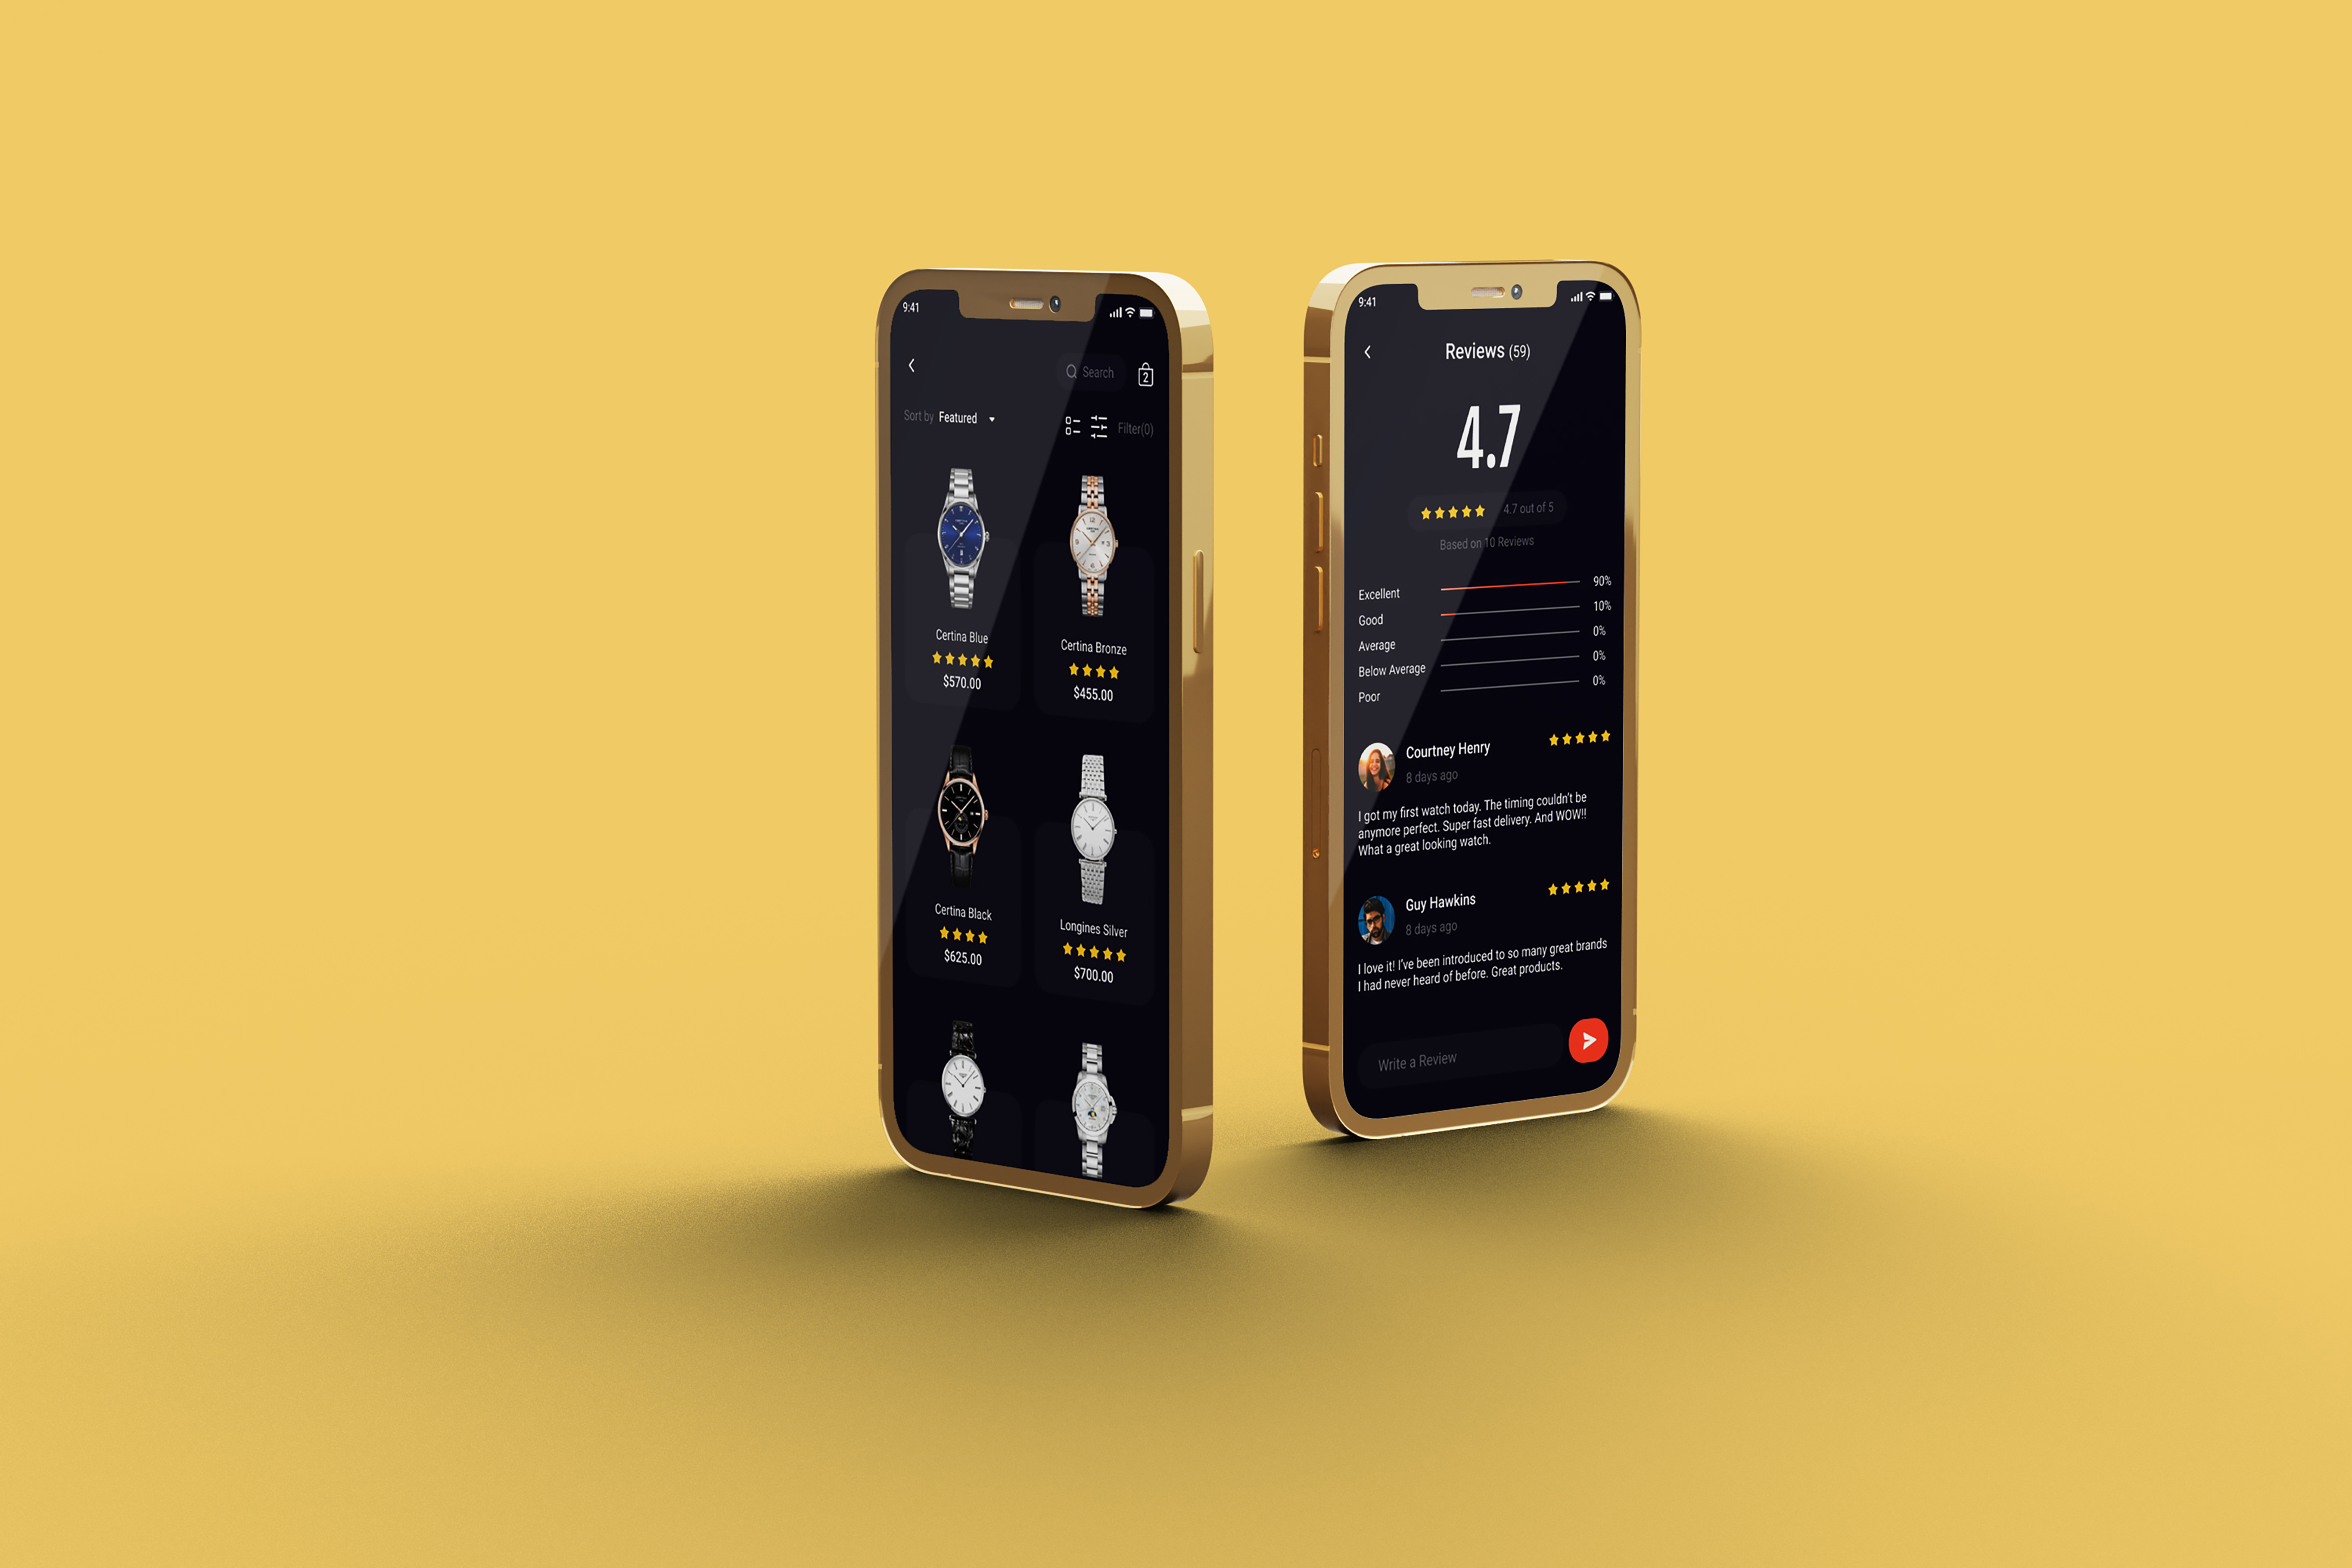 9:41
Search
2
Sort by Featured
Filter(0)
Certina Blue
$570.00
Certina Bronze
$455.00
Certina Black
$625.00
Longines Silver
$700.00
9:41
Reviews (59)
4.7
4.7 out of 5
Based on 10 Reviews
Excellent 90%
Good 10%
Average 0%
Below Average 0%
Poor 0%
Courtney Henry
8 days ago
I got my first watch today. The timing couldn't be
anymore perfect. Super fast delivery. And WOW!!
What a great looking watch.
Guy Hawkins
8 days ago
I love it! I've been introduced to so many great brands
I had never heard of before. Great products.
Write a Review